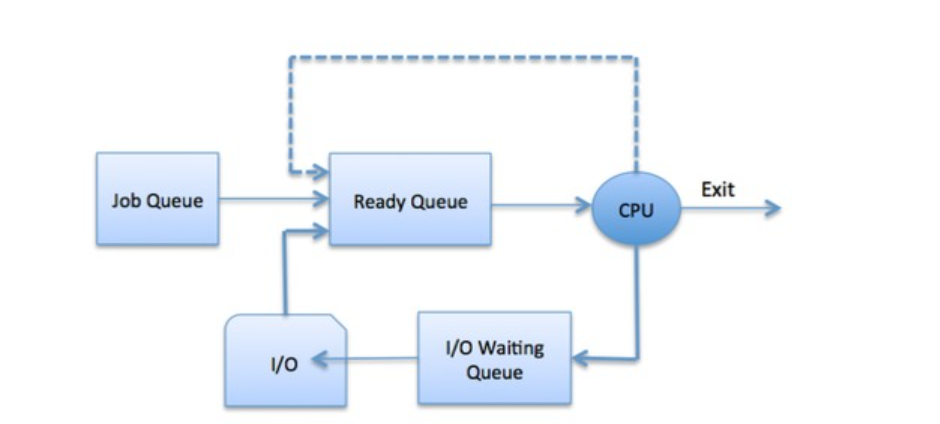 Job Queue
Ready Queue
CPU
Exit
I/O
I/O Waiting
Queue